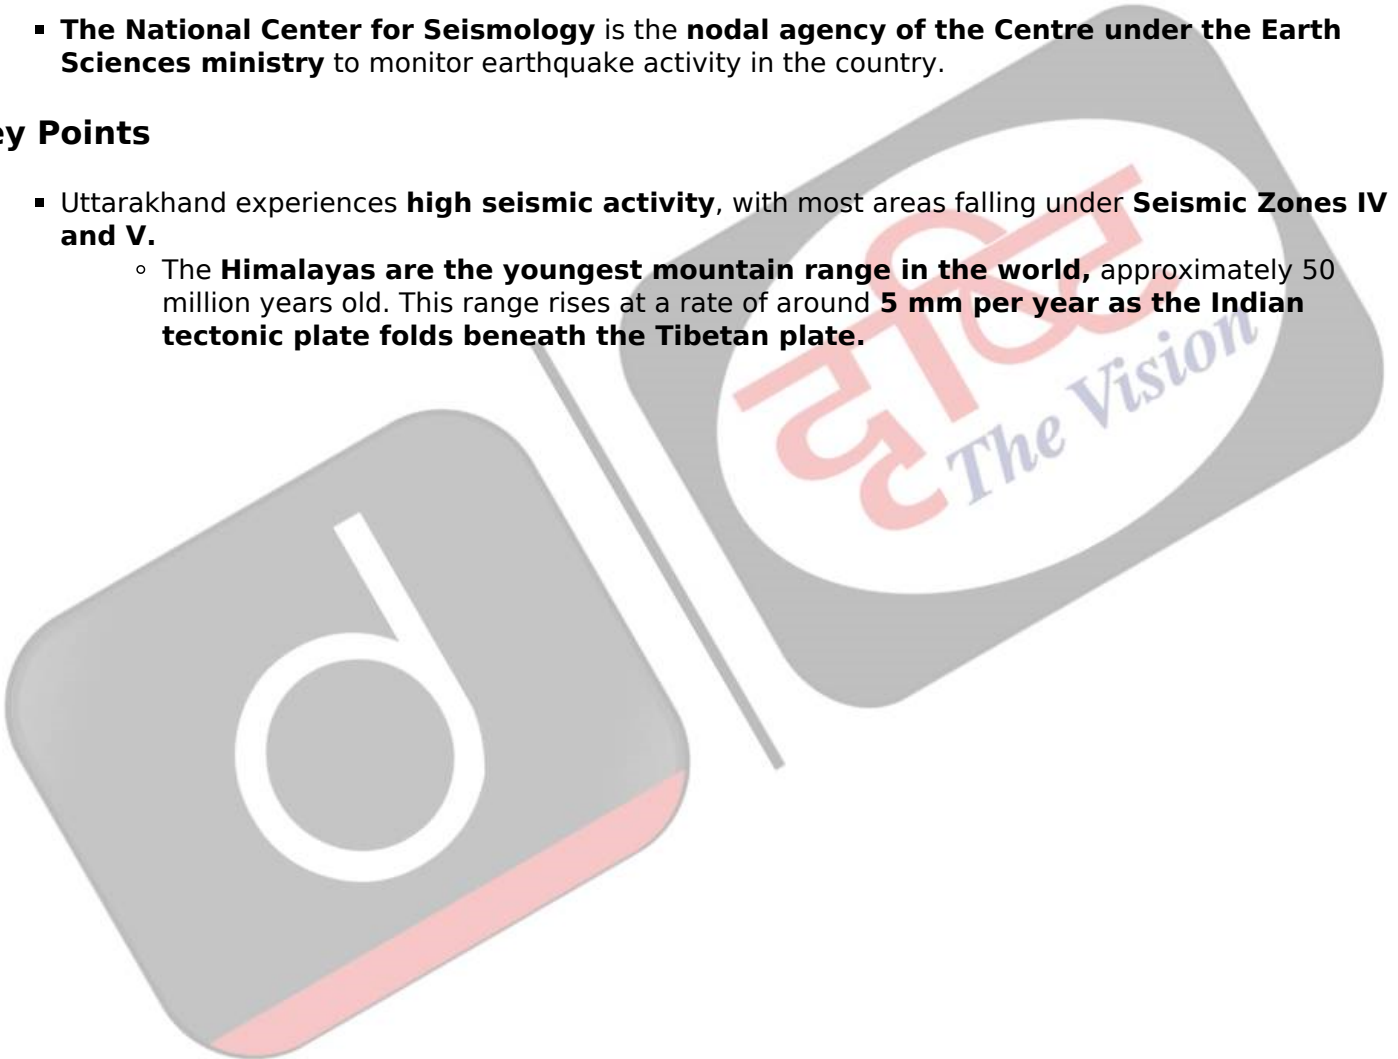 ▪ The National Center for Seismology is the nodal agency of the Centre under the Earth
Sciences ministry to monitor earthquake activity in the country.
ey Points
▪ Uttarakhand experiences high seismic activity, with most areas falling under Seismic Zones IV
and V.
◦ The Himalayas are the youngest mountain range in the world, approximately 50
million years old. This range rises at a rate of around 5 mm per year as the Indian
tectonic plate folds beneath the Tibetan plate.
दृष्टि
The Vision
d